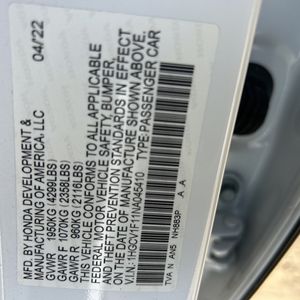 04/22
MFD. BY HONDA DEVELOPMENT &
MANUFACTURING OF AMERICA, LLC
GVWR 1950KG (4299LBS)
GAWR F 1070KG (2358LBS)
GAWR R 960KG (2116LBS)
THIS VEHICLE CONFORMS TO ALL APPLICABLE
FEDERAL MOTOR VEHICLE SAFETY, BUMPER,
AND THEFT PREVENTION STANDARDS IN EFFECT
ON THE DATE OF MANUFACTURE SHOWN ABOVE.
V.I.N.: 1HGCV1F11NA045410
TYPE: PASSENGER CAR
TVA N AN5 NH883P A A